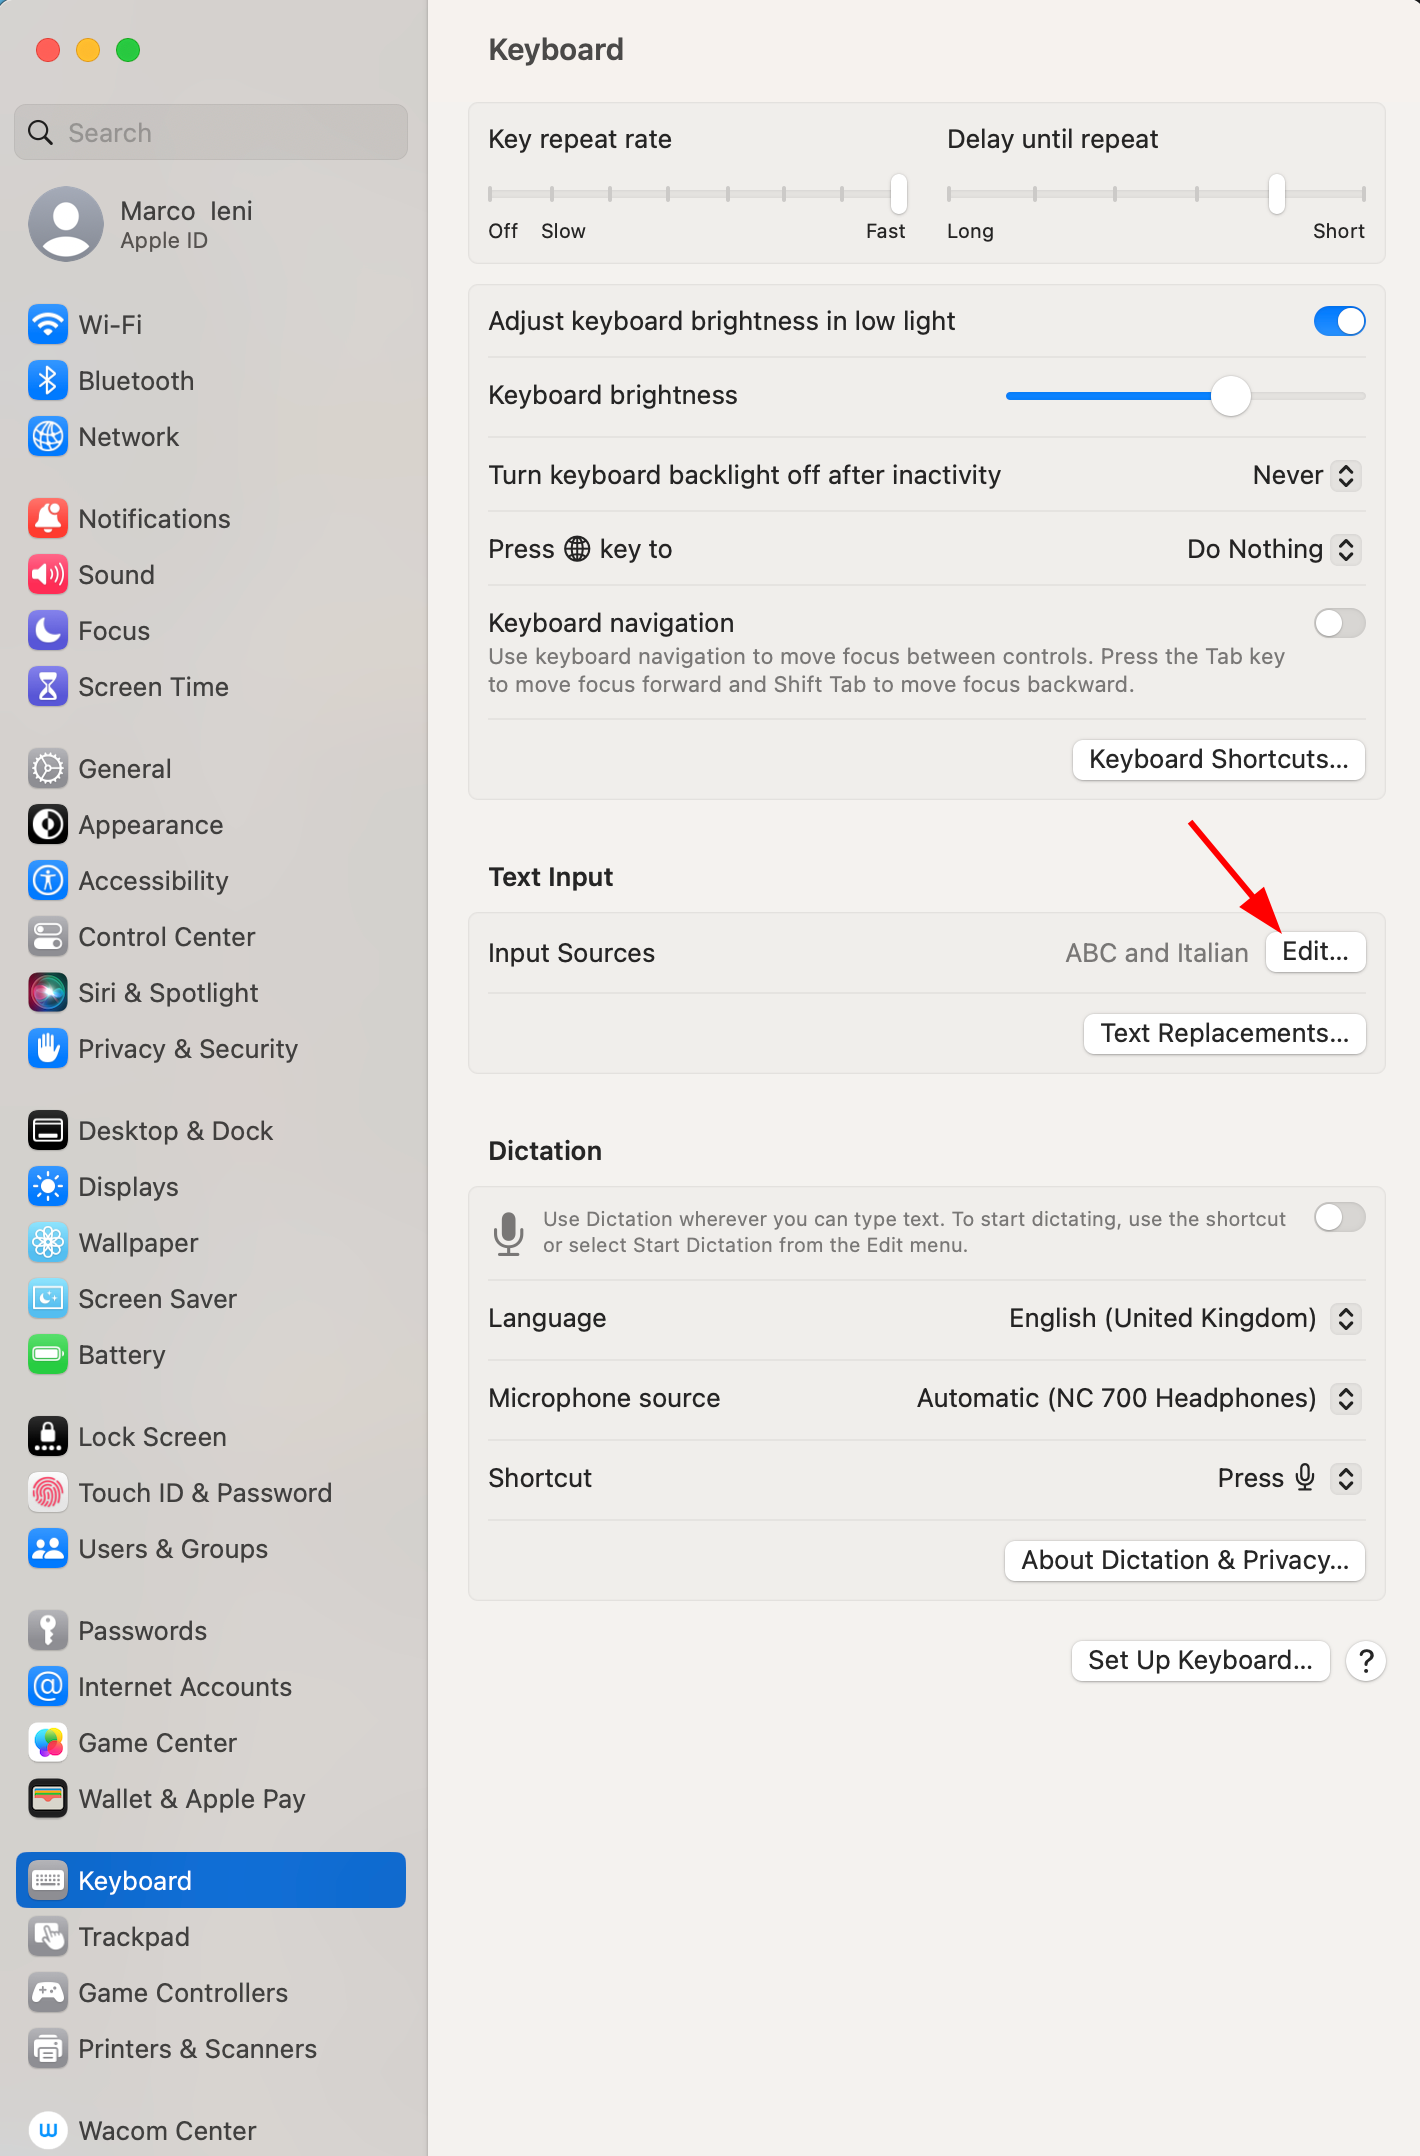 Search
Marco Ieni
Apple ID
Wi-Fi
Bluetooth
Network
Notifications
Sound
Focus
Screen Time
General
Appearance
Accessibility
Control Center
Siri & Spotlight
Privacy & Security
Desktop & Dock
Displays
Wallpaper
Screen Saver
Battery
Lock Screen
Touch ID & Password
Users & Groups
Passwords
Internet Accounts
Game Center
Wallet & Apple Pay
Keyboard
Trackpad
Game Controllers
Printers & Scanners
Wacom Center
Keyboard
Key repeat rate
Off Slow Fast
Delay until repeat
Long Short
Adjust keyboard brightness in low light
Keyboard brightness
Turn keyboard backlight off after inactivity Never
Press 🌐 key to Do Nothing
Keyboard navigation
Use keyboard navigation to move focus between controls. Press the Tab key
to move focus forward and Shift Tab to move focus backward.
Keyboard Shortcuts...
Text Input
Input Sources ABC and Italian Edit...
Text Replacements...
Dictation
Use Dictation wherever you can type text. To start dictating, use the shortcut
or select Start Dictation from the Edit menu.
Language English (United Kingdom)
Microphone source Automatic (NC 700 Headphones)
Shortcut Press
About Dictation & Privacy...
Set Up Keyboard... ?